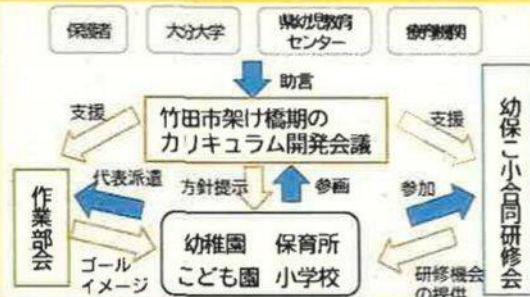 保護者
大分大学
県幼児教育
センター
療育機関
助言
支援
竹田市架け橋期の
カリキュラム開発会議
支援
幼保こ小合同研修会
作業部会
代表派遣
方針提示
参画
参加
幼稚園 保育所
こども園 小学校
ゴール
イメージ
研修機会
の提供